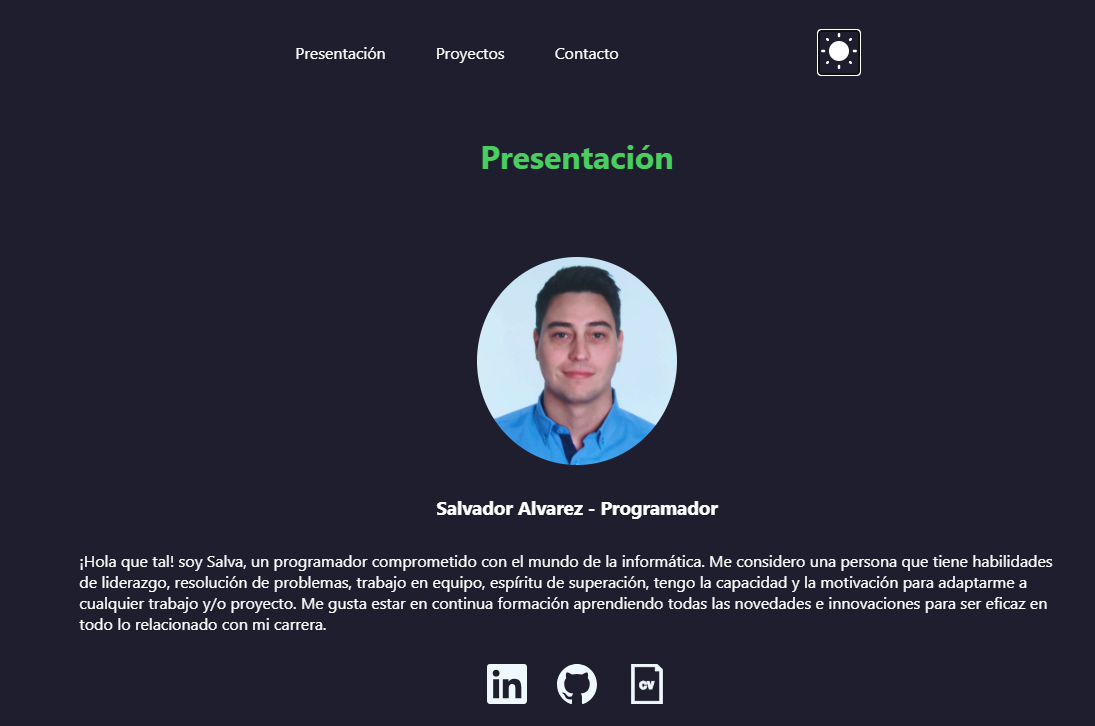 Presentación Proyectos Contacto
Presentación
Salvador Alvarez - Programador
¡Hola que tal! soy Salva, un programador comprometido con el mundo de la informática. Me considero una persona que tiene habilidades
de liderazgo, resolución de problemas, trabajo en equipo, espíritu de superación, tengo la capacidad y la motivación para adaptarme a
cualquier trabajo y/o proyecto. Me gusta estar en continua formación aprendiendo todas las novedades e innovaciones para ser eficaz en
todo lo relacionado con mi carrera.
in CV